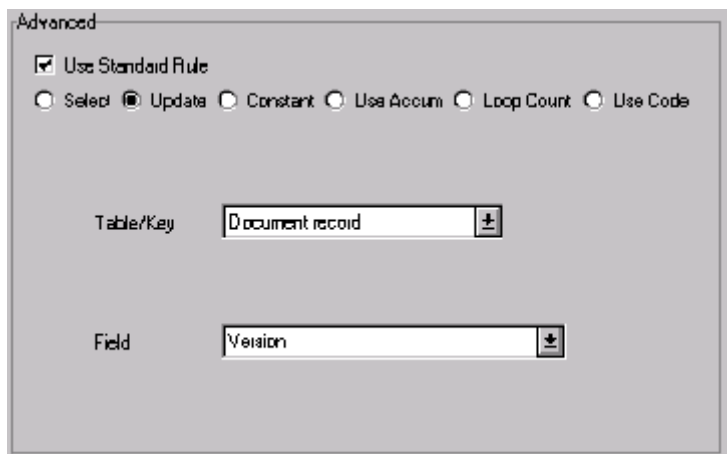 Advanced
Use Standard Rule
Select Update Constant Use Accum Loop Count Use Code
Table/Key Document record
Field Version